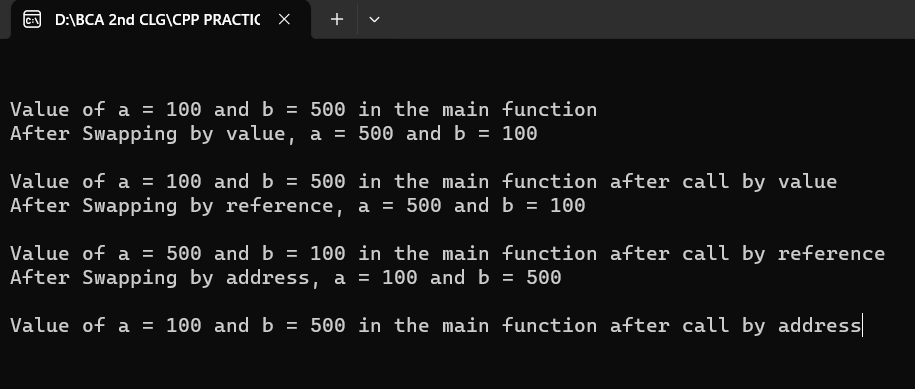 D:\BCA 2nd CLG\CPP PRACTIC
Value of a = 100 and b = 500 in the main function
After Swapping by value, a = 500 and b = 100
Value of a = 100 and b = 500 in the main function after call by value
After Swapping by reference, a = 500 and b = 100
Value of a = 500 and b = 100 in the main function after call by reference
After Swapping by address, a = 100 and b = 500
Value of a = 100 and b = 500 in the main function after call by address